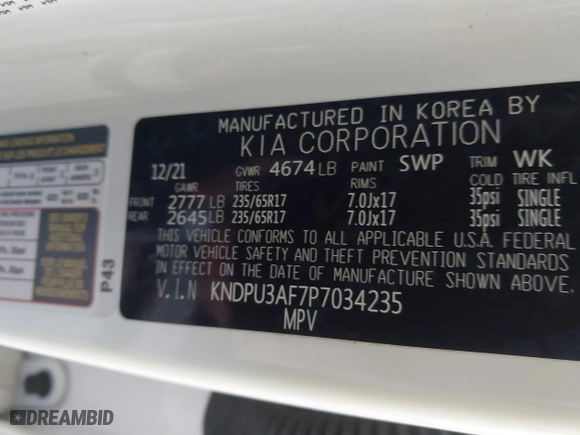 MANUFACTURED IN KOREA BY
KIA CORPORATION
12/21 GVWR 4674 LB PAINT SWP TRIM WK
GAWR TIRES RIMS COLD TIRE INFL
FRONT 2777 LB 235/65R17 7.0Jx17 35psi SINGLE
REAR 2645 LB 235/65R17 7.0Jx17 35psi SINGLE
THIS VEHICLE CONFORMS TO ALL APPLICABLE U.S.A. FEDERAL
MOTOR VEHICLE SAFETY AND THEFT PREVENTION STANDARDS
IN EFFECT ON THE DATE OF MANUFACTURE SHOWN ABOVE.
V.I.N KNDPU3AF7P7034235
MPV
P43
DREAMBID